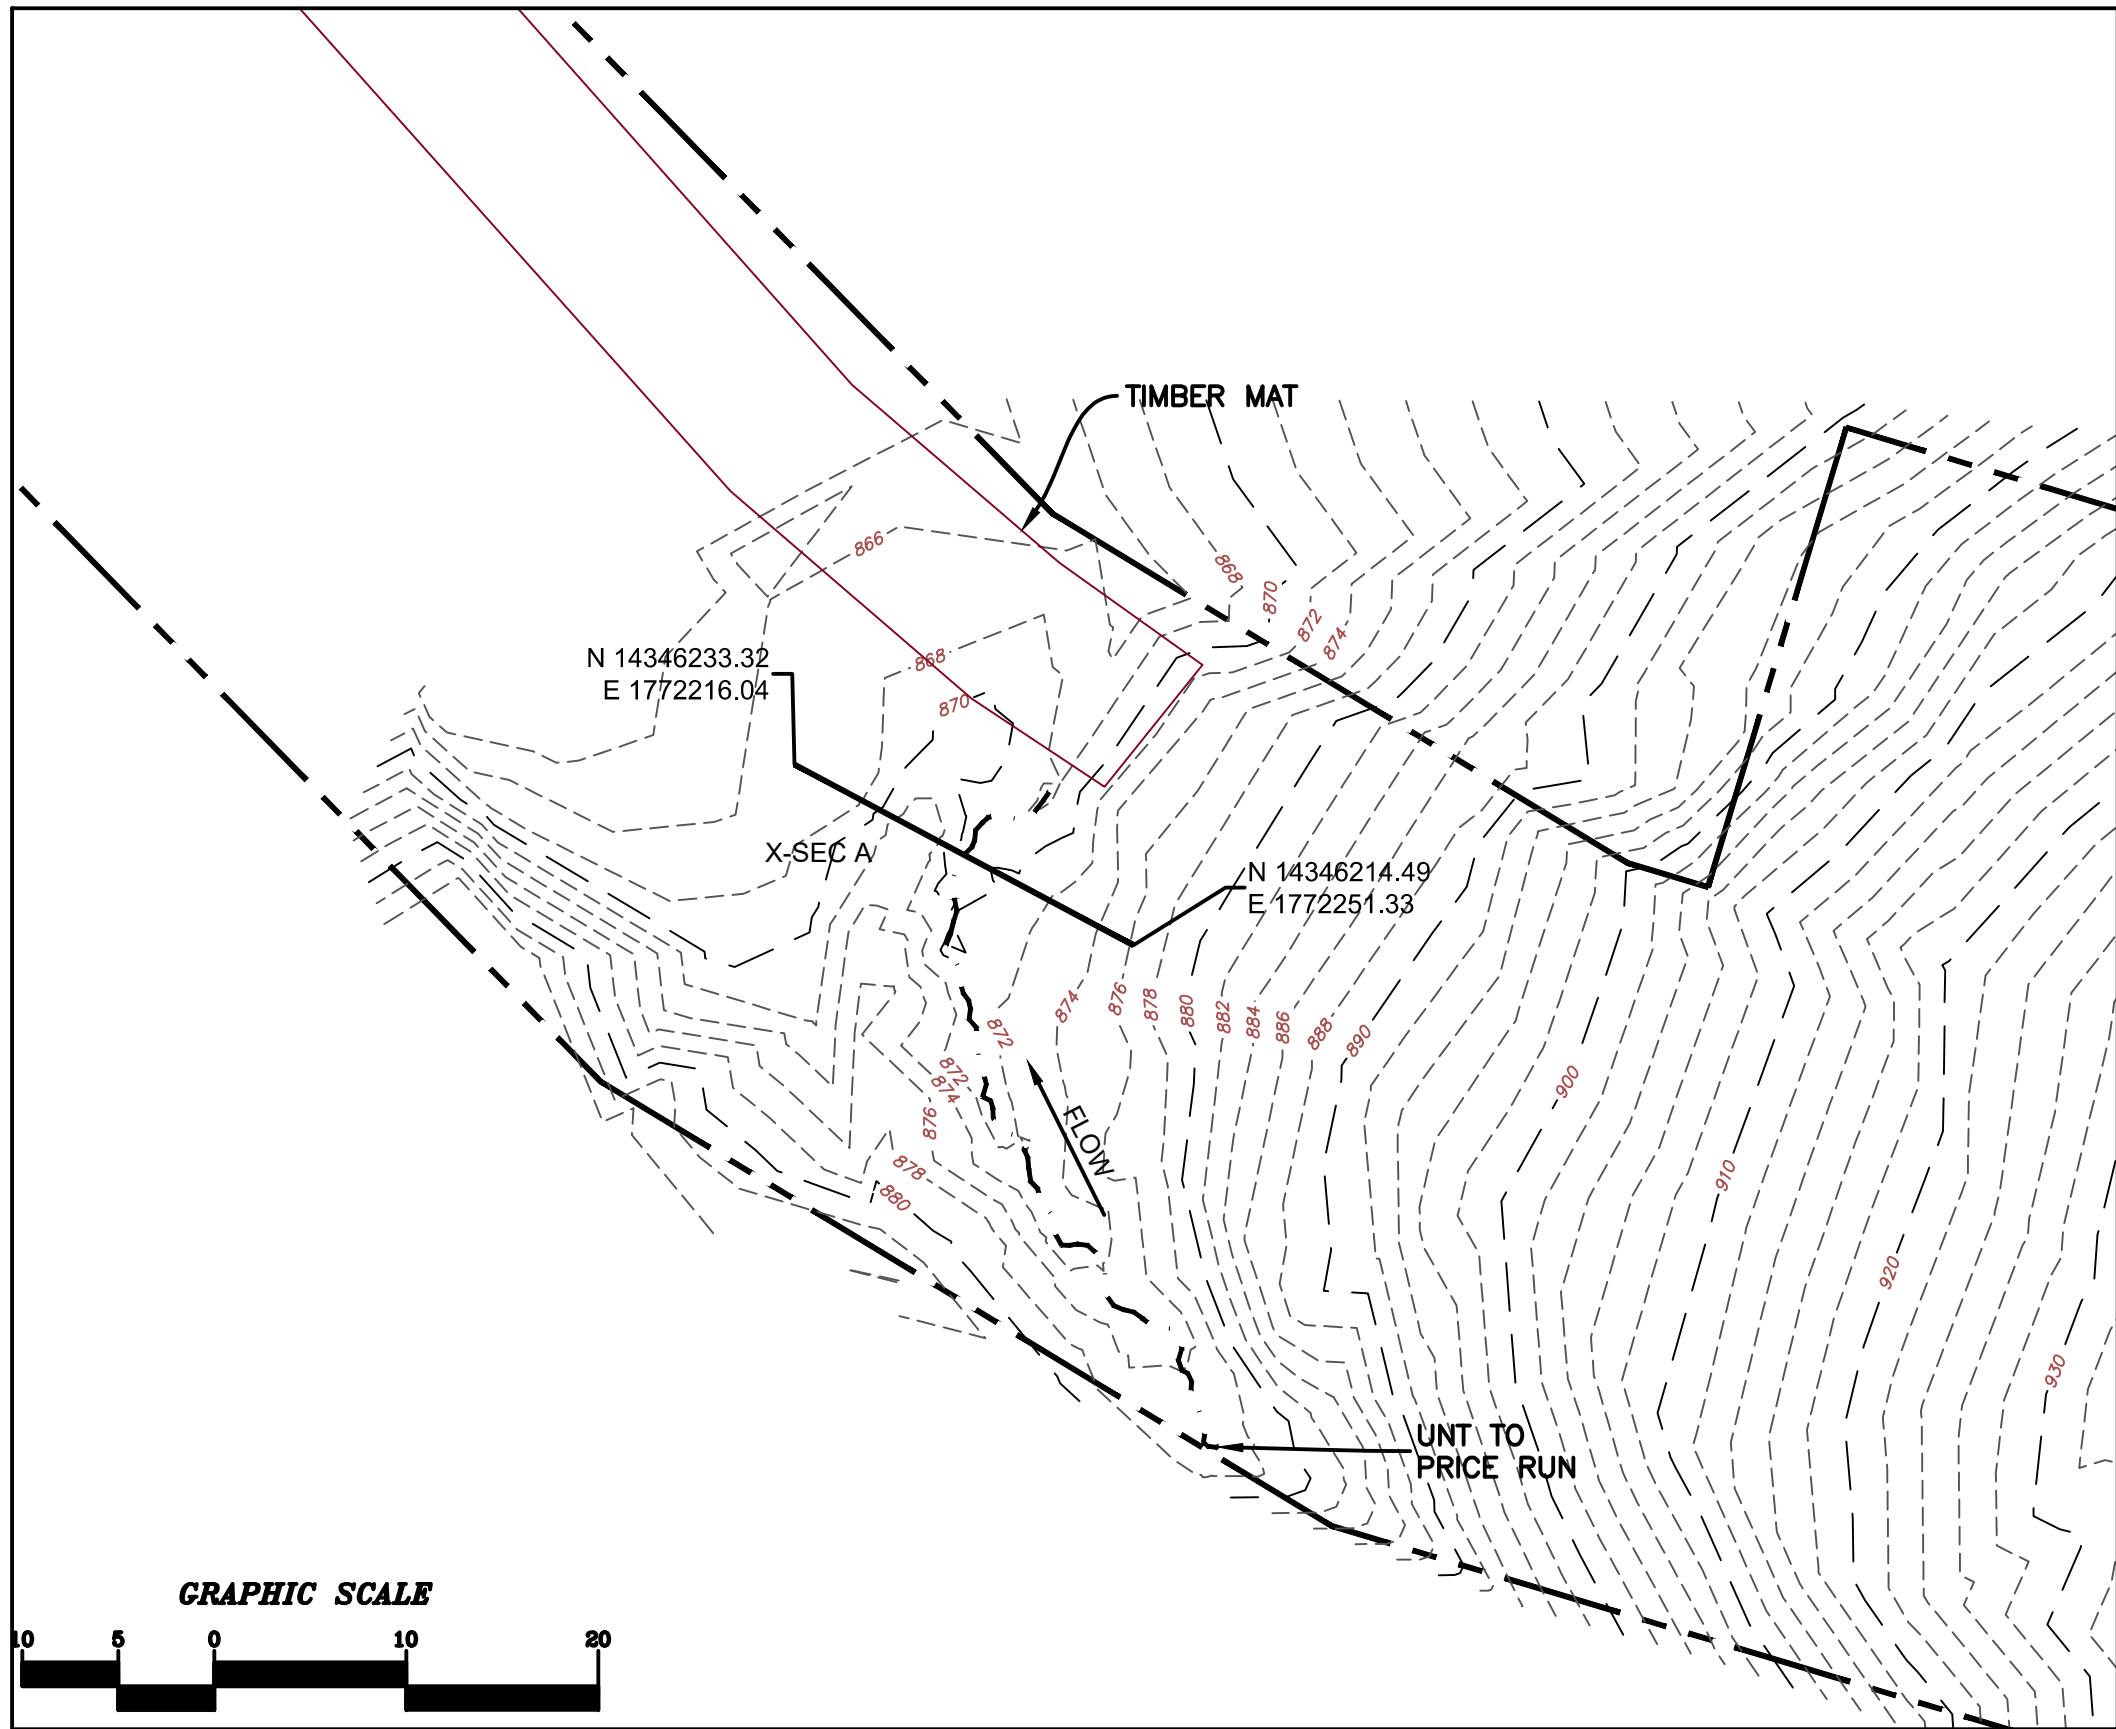 TIMBER MAT
866
868
870
872
874
868
870
N 14346233.32
E 1772216.04
X-SEC A
N 14346214.49
E 1772251.33
872
874
876
878
880
882
884
886
888
890
900
910
920
930
872
874
876
878
880
FLOW
UNT TO
PRICE RUN
GRAPHIC SCALE
10 5 0 10 20